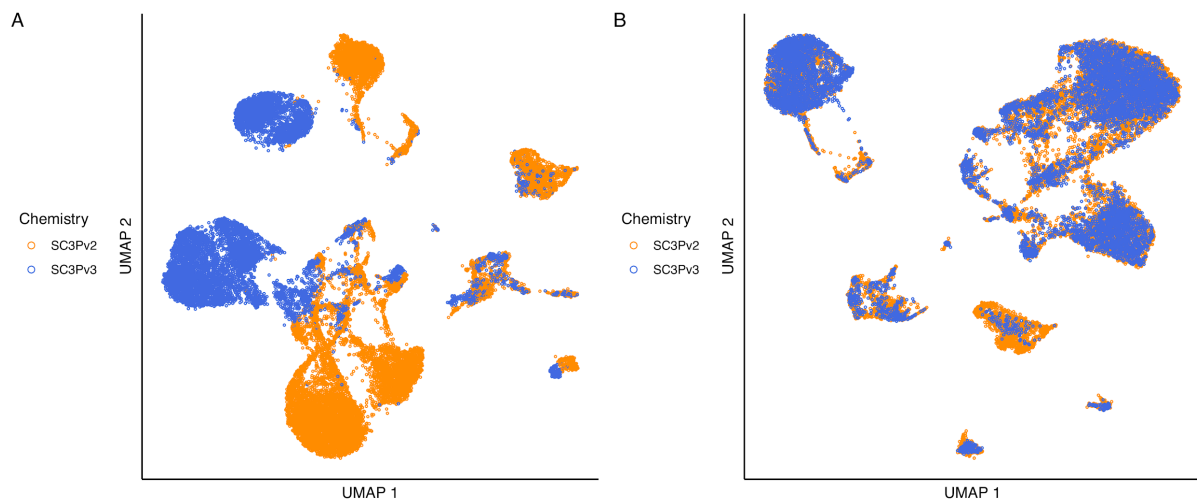 A
Chemistry
SC3Pv2
SC3Pv3
UMAP 2
UMAP 1
B
Chemistry
SC3Pv2
SC3Pv3
UMAP 2
UMAP 1